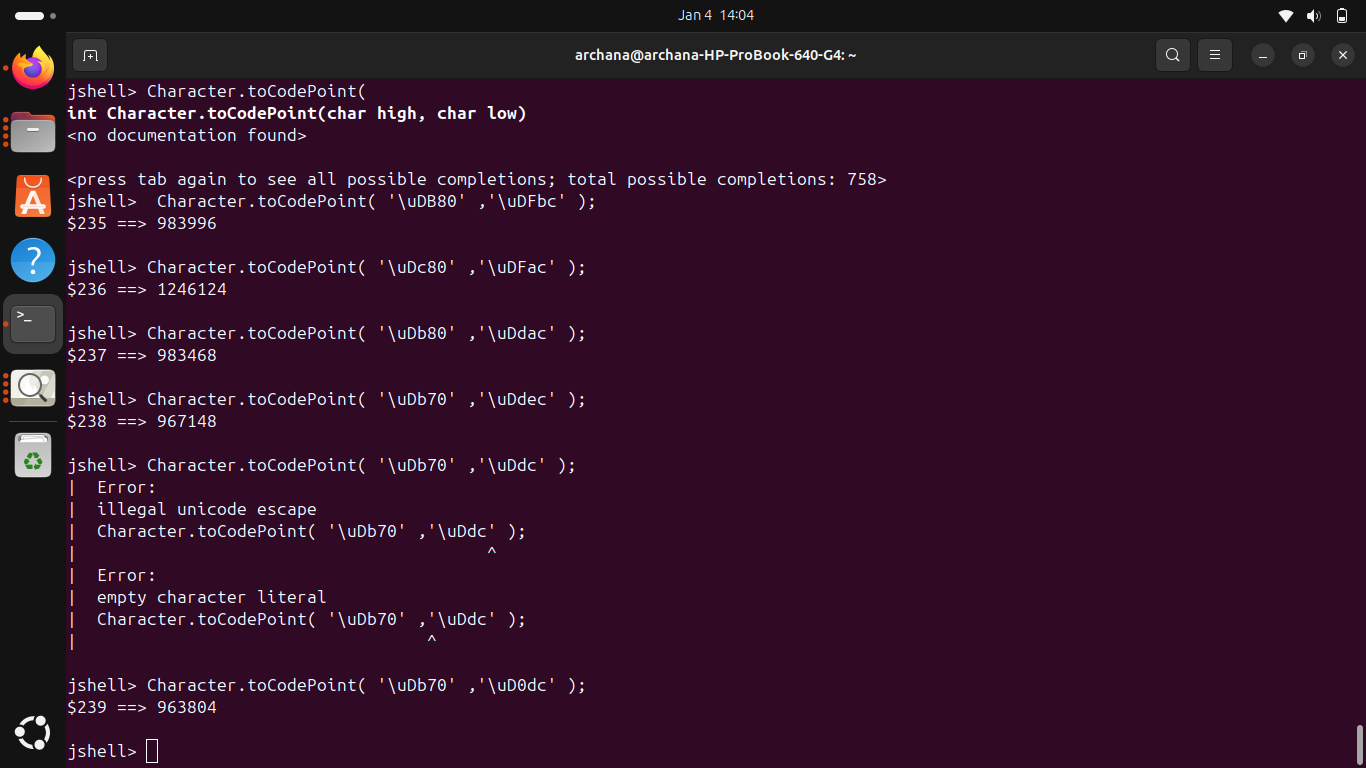 Jan 4 14:04
archana@archana-HP-ProBook-640-G4: ~
jshell> Character.toCodePoint(
int Character.toCodePoint(char high, char low)
<no documentation found>
<press tab again to see all possible completions; total possible completions: 758>
jshell>  Character.toCodePoint( '\uDB80' ,'\uDFbc' );
$235 ==> 983996
jshell> Character.toCodePoint( '\uDc80' ,'\uDFac' );
$236 ==> 1246124
jshell> Character.toCodePoint( '\uDb80' ,'\uDdac' );
$237 ==> 983468
jshell> Character.toCodePoint( '\uDb70' ,'\uDdec' );
$238 ==> 967148
jshell> Character.toCodePoint( '\uDb70' ,'\uDdc' );
|  Error:
|  illegal unicode escape
|  Character.toCodePoint( '\uDb70' ,'\uDdc' );
|                                         ^
|  Error:
|  empty character literal
|  Character.toCodePoint( '\uDb70' ,'\uDdc' );
|                                   ^
jshell> Character.toCodePoint( '\uDb70' ,'\uD0dc' );
$239 ==> 963804
jshell>